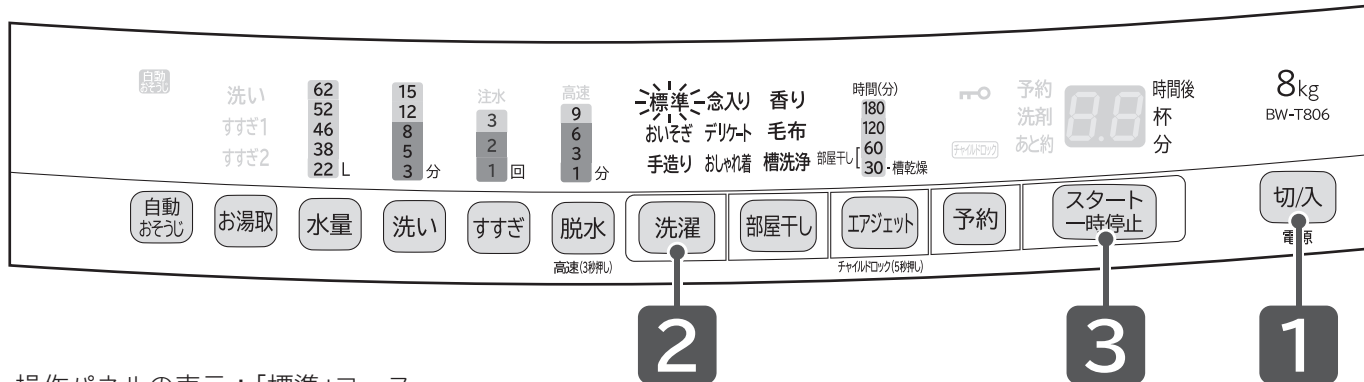 自動おそうじ
洗い
すすぎ1
すすぎ2
62
52
46
38
22 L
15
12
8
5
3 分
注水
3
2
1 回
高速
9
6
3
1 分
標準 念入り 香り
おいそぎ デリケート 毛布
手造り おしゃれ着 槽洗浄
時間(分)
180
120
部屋干し[60
30-槽乾燥
チャイルドロック
予約
洗剤
あと約
8.8
時間後
杯
分
8kg
BW-T806
自動おそうじ
お湯取
水量
洗い
すすぎ
脱水
高速(3秒押し)
洗濯
部屋干し
エアジェット
チャイルドロック(5秒押し)
予約
スタート
一時停止
切/入
電源
2
3
1
操作パネルの表示:「標準」コース